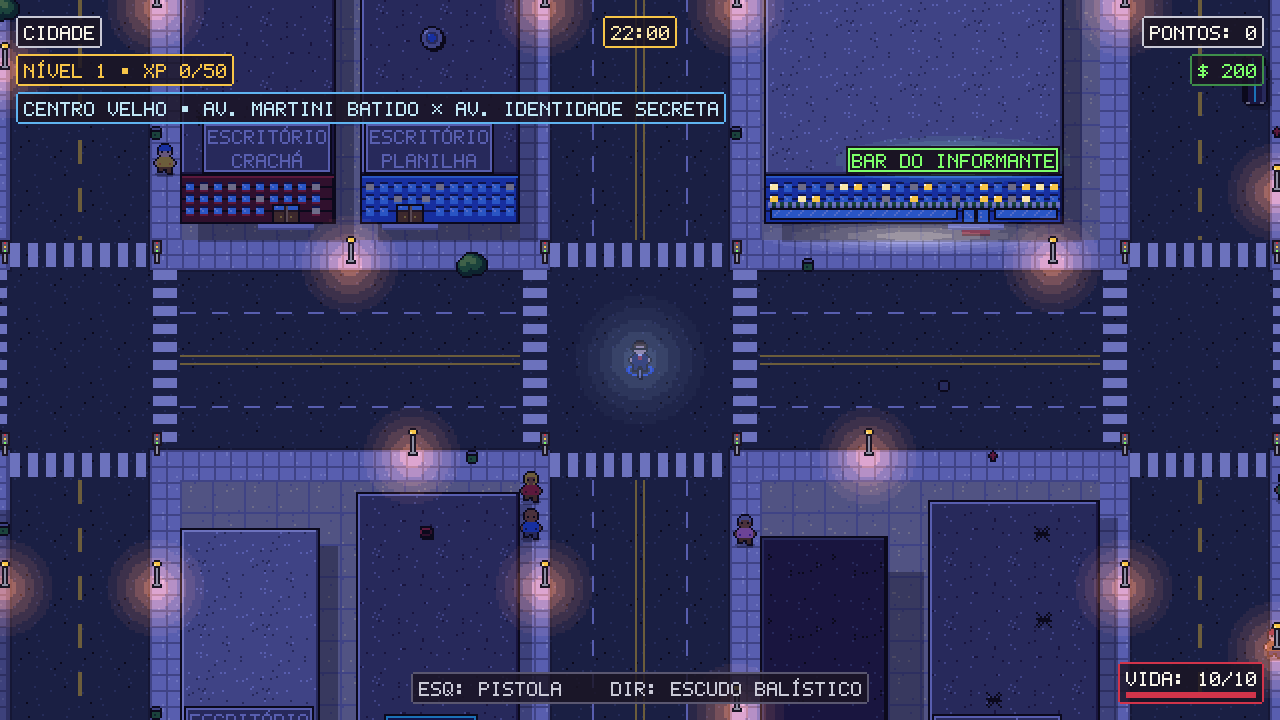 CIDADE
22:00
PONTOS: 0
NÍVEL 1 ▪ XP 0/50
$ 200
CENTRO VELHO ▪ AV. MARTINI BATIDO × AV. IDENTIDADE SECRETA
ESCRITÓRIO
CRACHÁ
ESCRITÓRIO
PLANILHA
BAR DO INFORMANTE
ESCRITÓRIO
ESQ: PISTOLA DIR: ESCUDO BALÍSTICO
VIDA: 10/10